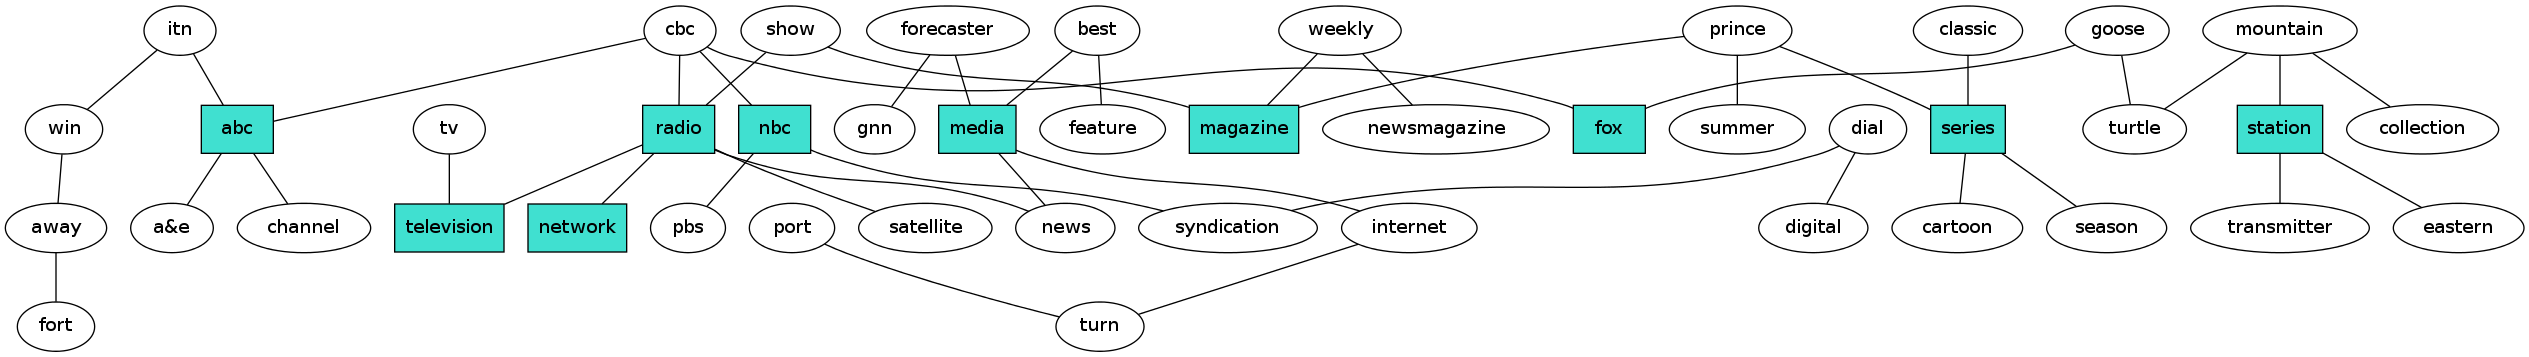 itn
cbc
show
forecaster
best
weekly
prince
classic
goose
mountain
win
abc
tv
radio
nbc
gnn
media
feature
magazine
newsmagazine
fox
summer
dial
series
turtle
station
collection
away
a&e
channel
television
network
pbs
port
satellite
news
syndication
internet
digital
cartoon
season
transmitter
eastern
fort
turn